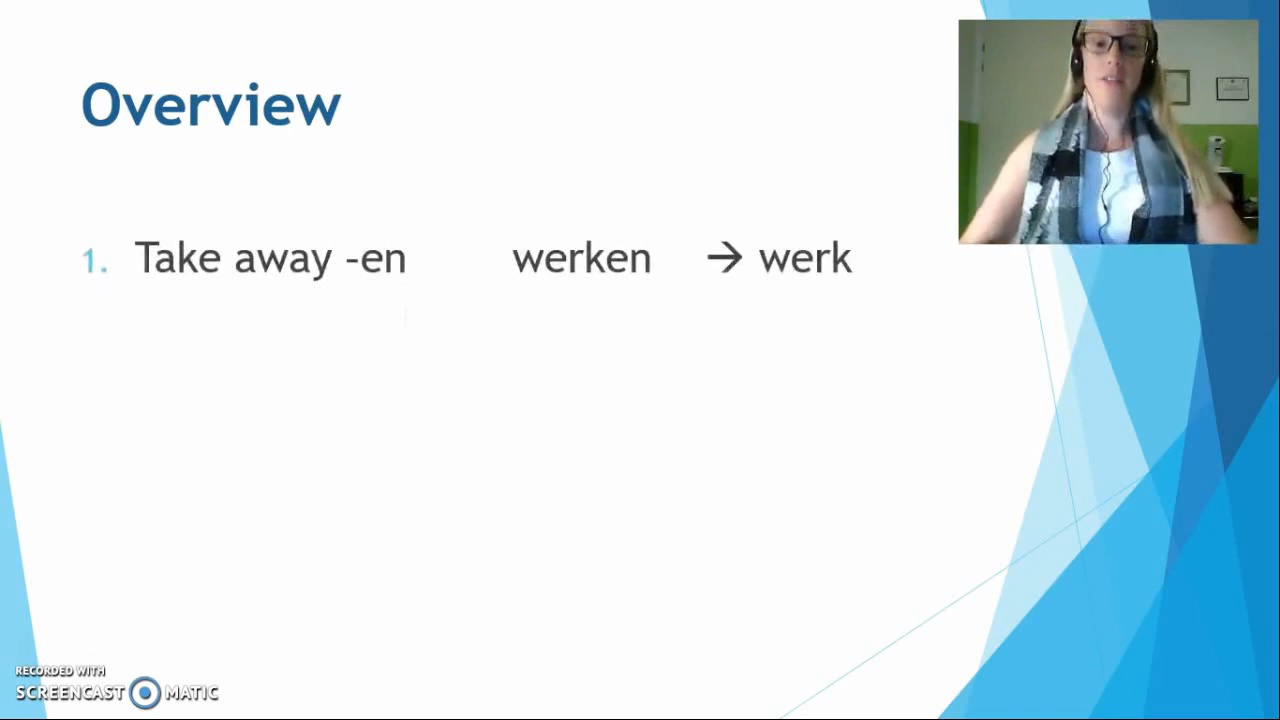 Overview
1. Take away -en werken → werk
RECORDED WITH
SCREENCAST MATIC